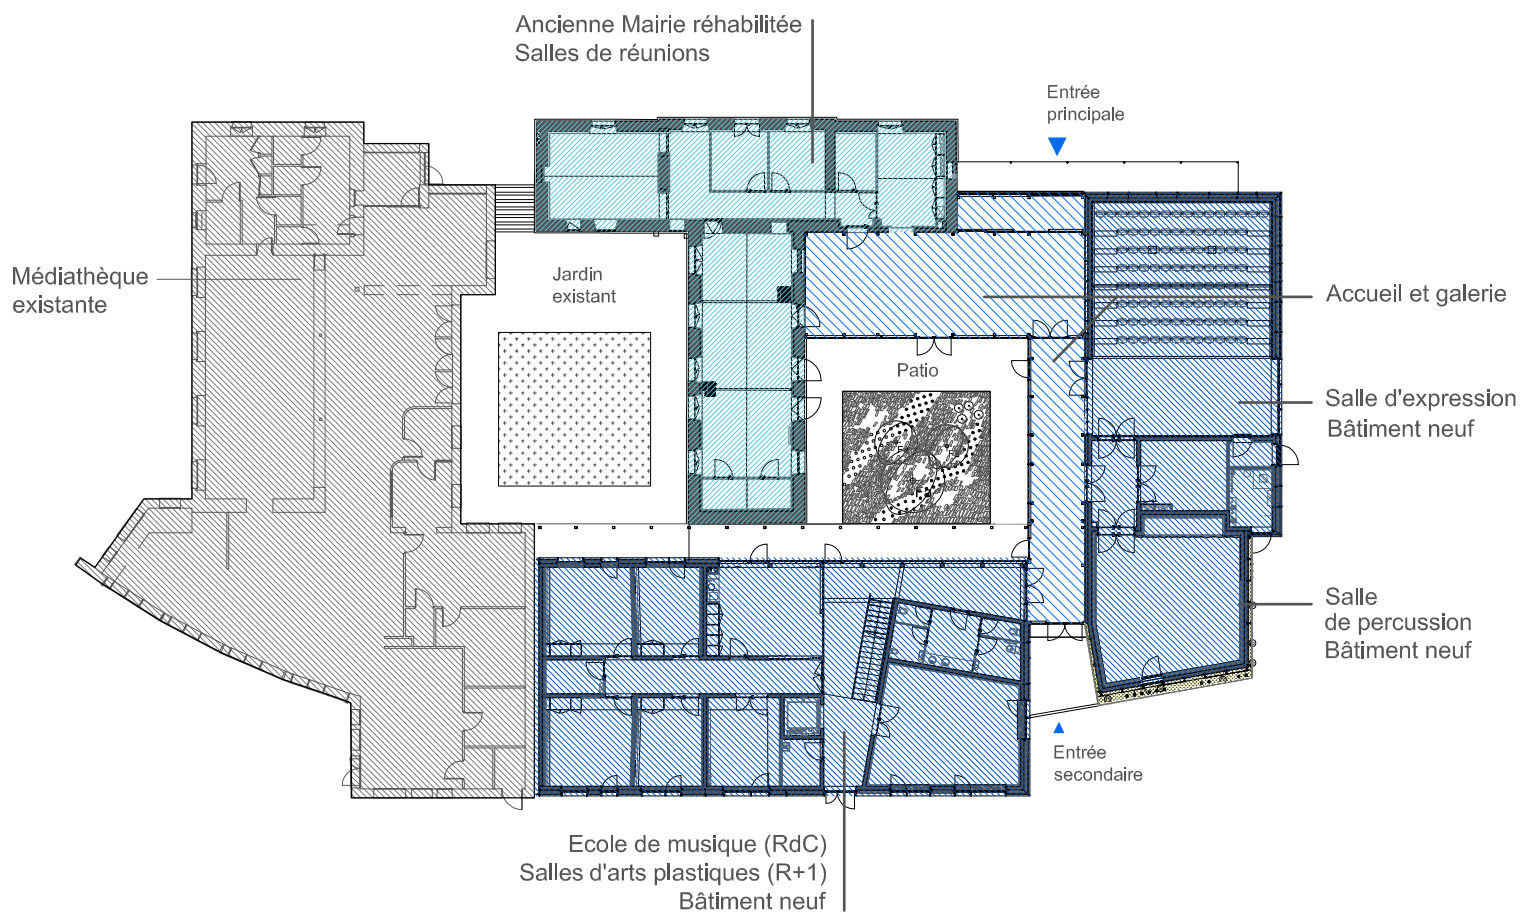 Ancienne Mairie réhabilitée
Salles de réunions
Entrée
principale
Médiathèque
existante
Jardin
existant
Accueil et galerie
Patio
Salle d'expression
Bâtiment neuf
Salle
de percussion
Bâtiment neuf
Entrée
secondaire
Ecole de musique (RdC)
Salles d'arts plastiques (R+1)
Bâtiment neuf